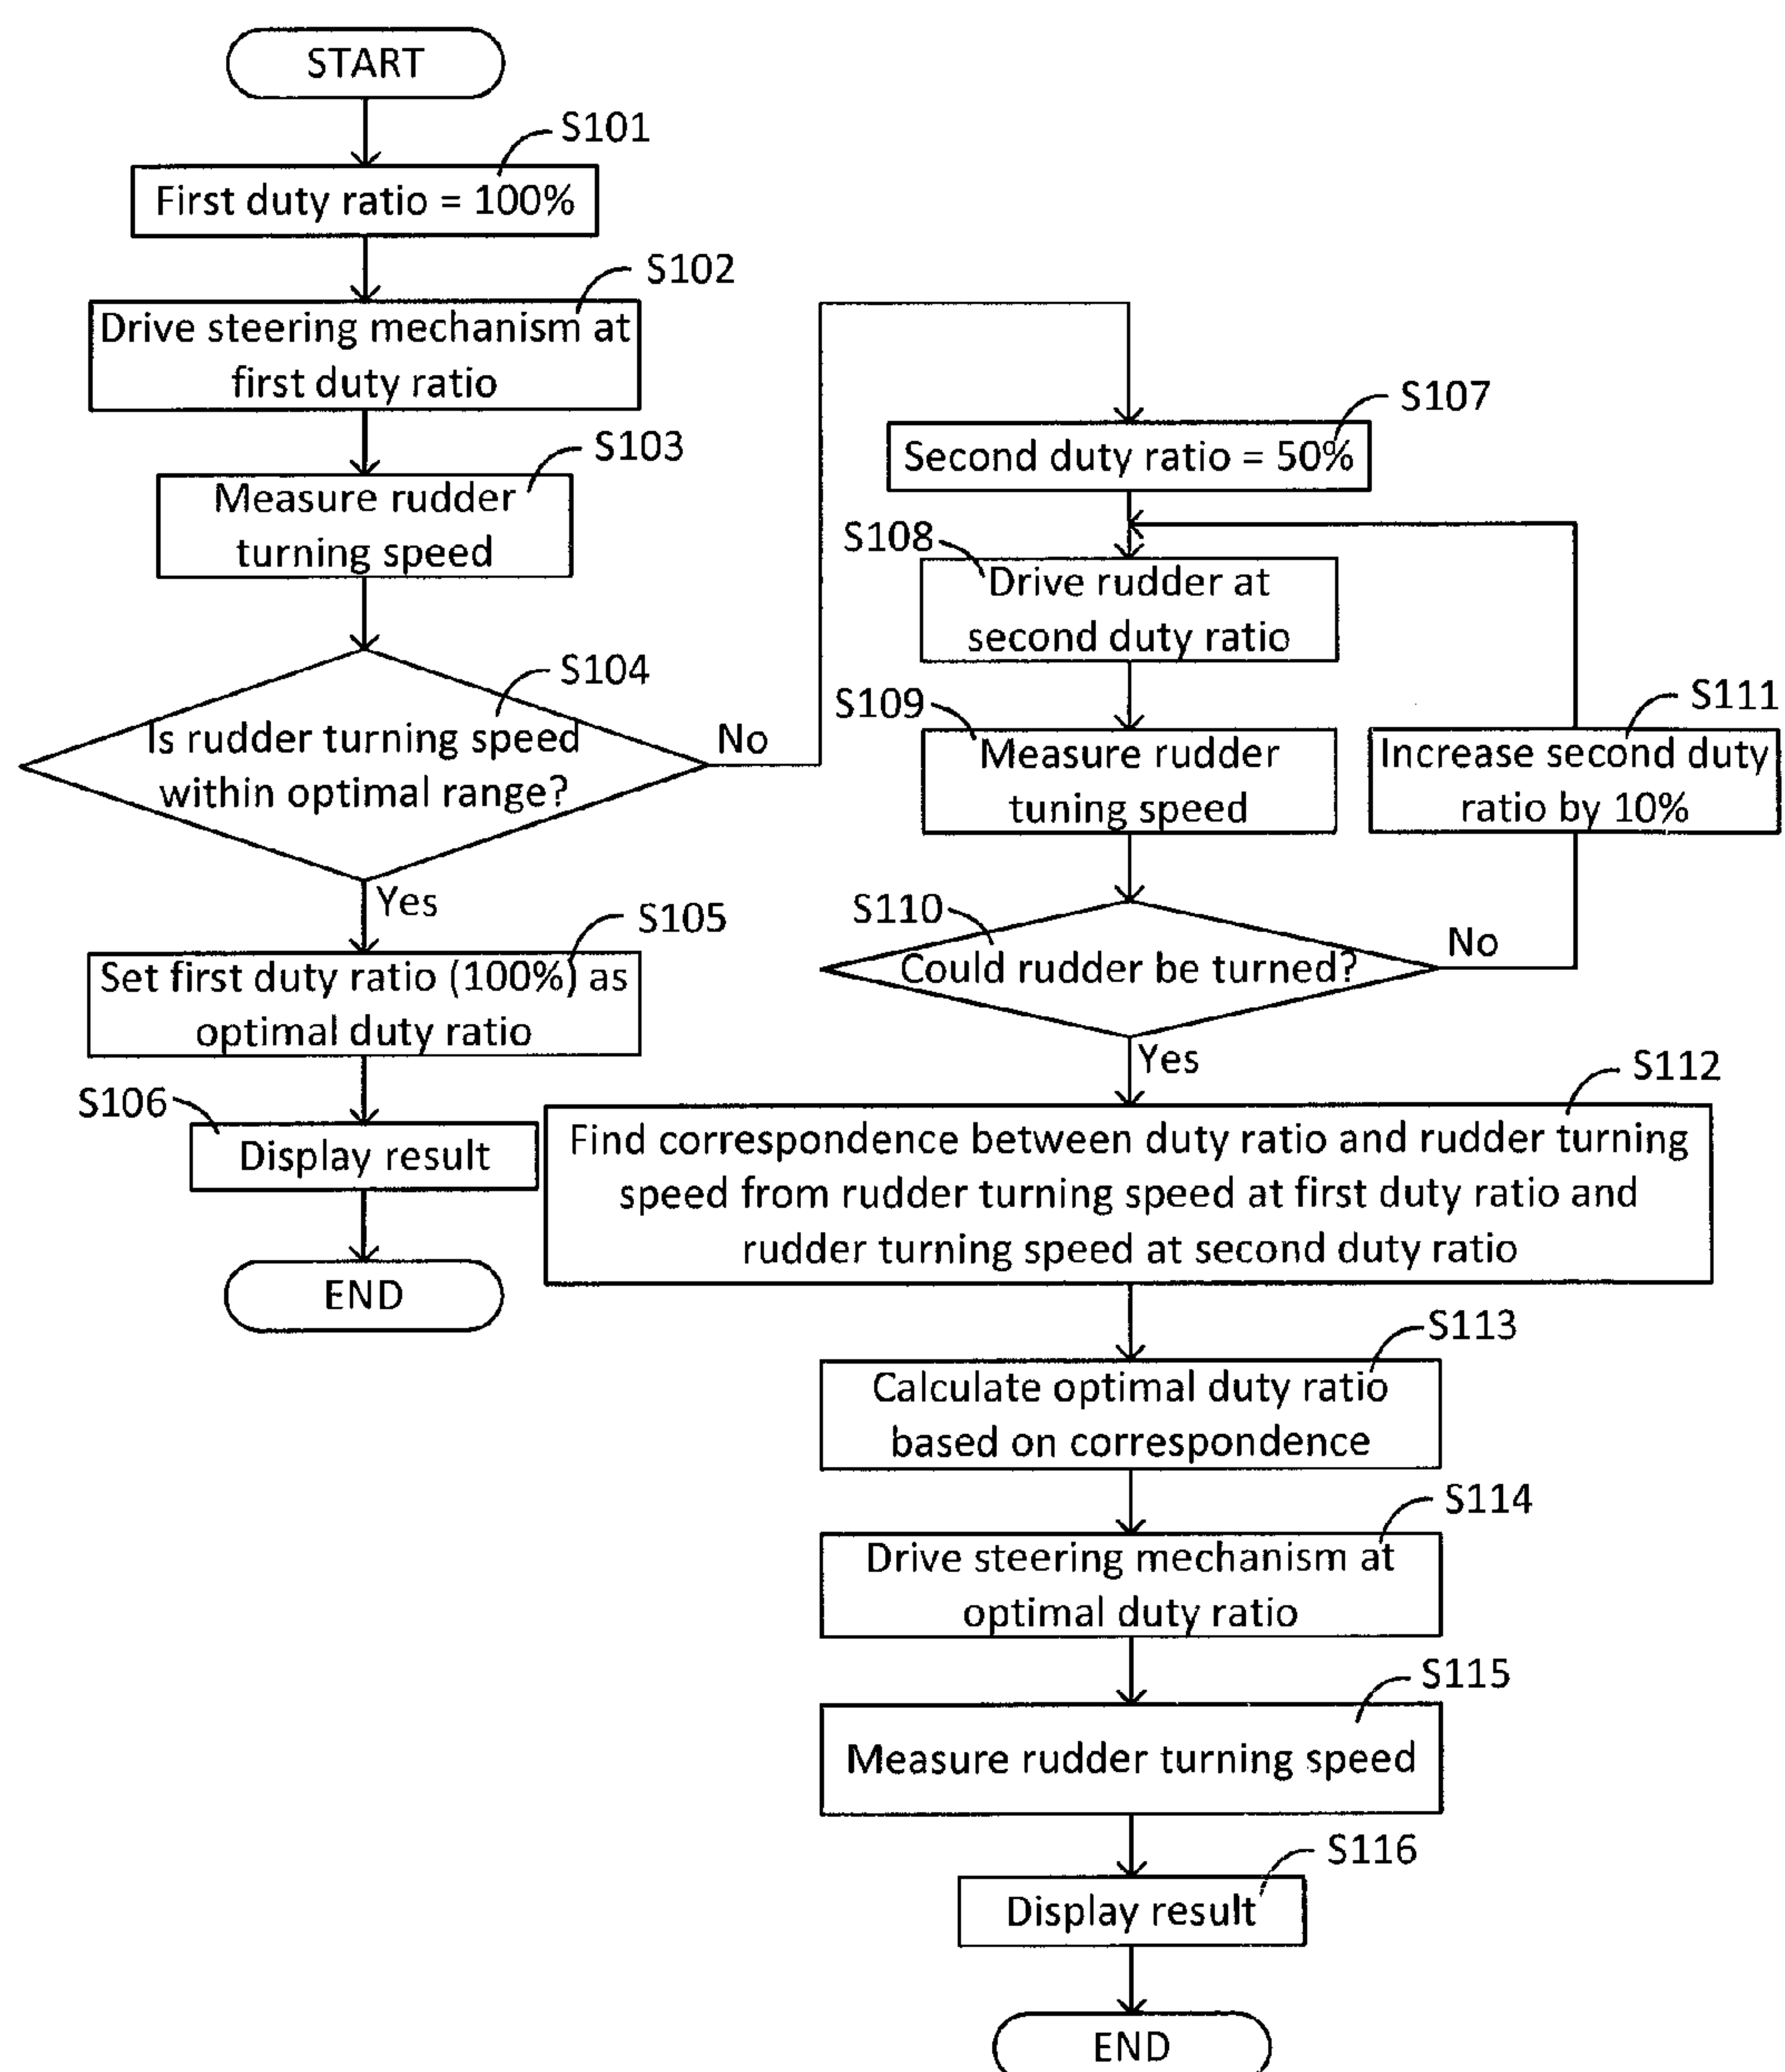 START
S101
First duty ratio = 100%
S102
Drive steering mechanism at
first duty ratio
S103
Measure rudder
turning speed
S104
Is rudder turning speed
within optimal range?
No
Yes
S105
Set first duty ratio (100%) as
optimal duty ratio
S106
Display result
END
S107
Second duty ratio = 50%
S108
Drive rudder at
second duty ratio
S109
Measure rudder
tuning speed
S110
Could rudder be turned?
No
S111
Increase second duty
ratio by 10%
Yes
S112
Find correspondence between duty ratio and rudder turning
speed from rudder turning speed at first duty ratio and
rudder turning speed at second duty ratio
S113
Calculate optimal duty ratio
based on correspondence
S114
Drive steering mechanism at
optimal duty ratio
S115
Measure rudder turning speed
S116
Display result
END